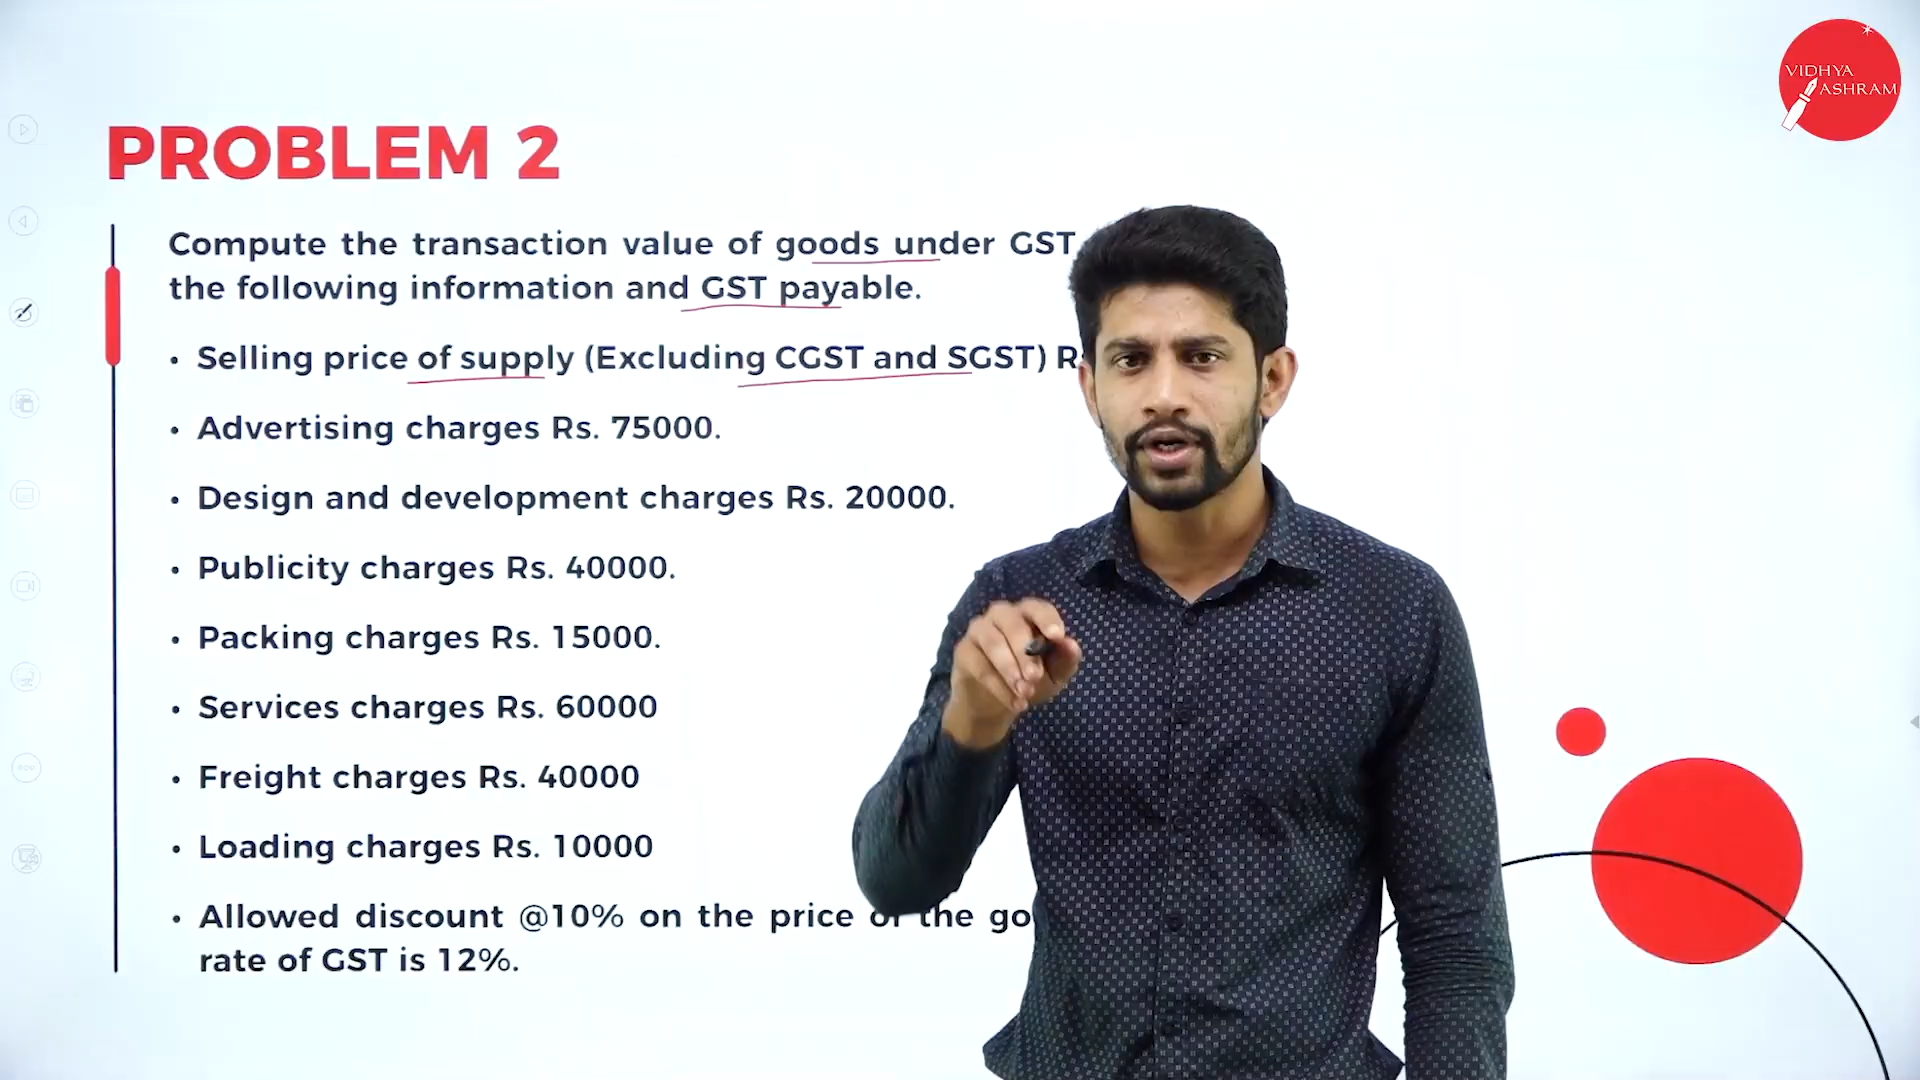 VIDHYA
ASHRAM
PROBLEM 2
Compute the transaction value of goods under GST
the following information and GST payable.
• Selling price of supply (Excluding CGST and SGST)
• Advertising charges Rs. 75000.
• Design and development charges Rs. 20000.
• Publicity charges Rs. 40000.
• Packing charges Rs. 15000.
• Services charges Rs. 60000
• Freight charges Rs. 40000
• Loading charges Rs. 10000
• Allowed discount @10% on the price of the
rate of GST is 12%.